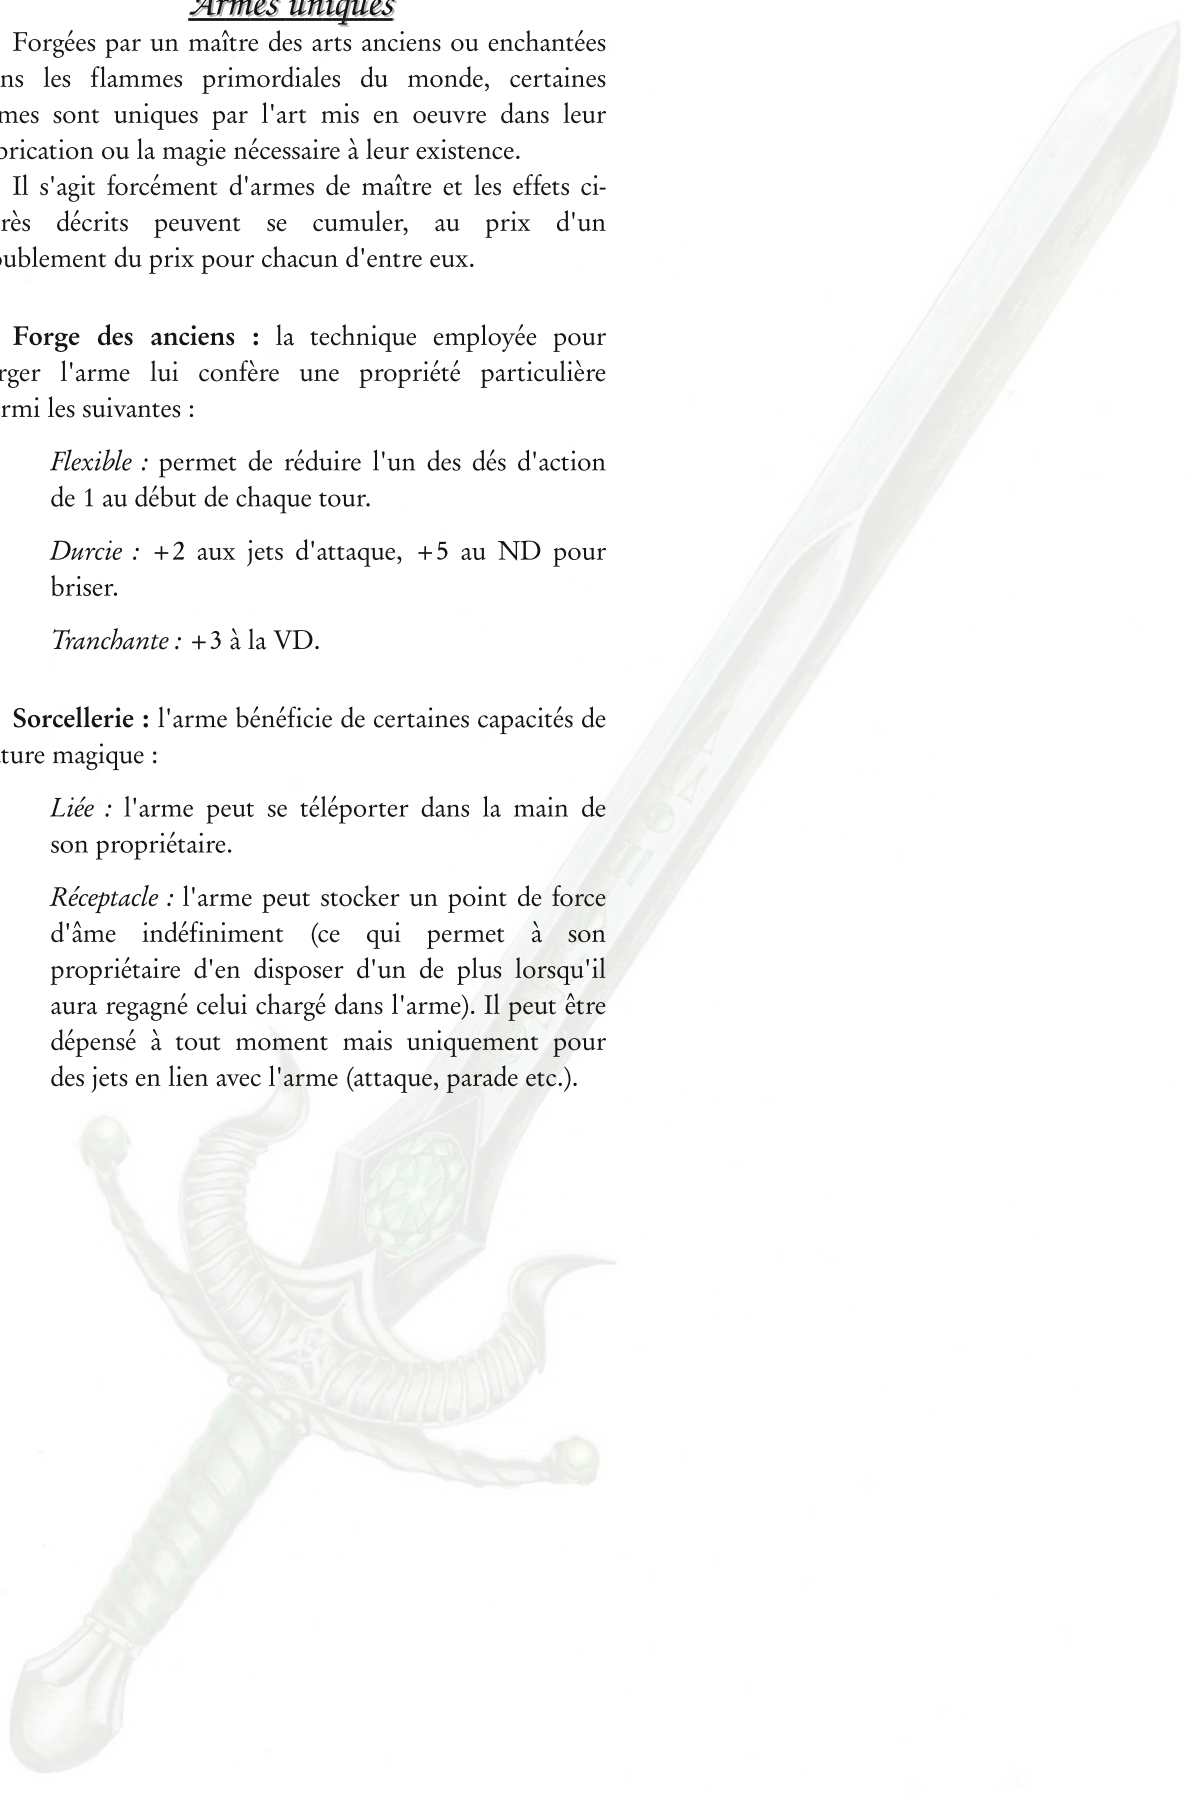 Armes uniques
Forgées par un maître des arts anciens ou enchantées
ns les flammes primordiales du monde, certaines
mes sont uniques par l'art mis en oeuvre dans leur
brication ou la magie nécessaire à leur existence.
Il s'agit forcément d'armes de maître et les effets ci-
rès décrits peuvent se cumuler, au prix d'un
oublement du prix pour chacun d'entre eux.
Forge des anciens : la technique employée pour
rger l'arme lui confère une propriété particulière
rmi les suivantes :
Flexible : permet de réduire l'un des dés d'action
de 1 au début de chaque tour.
Durcie : +2 aux jets d'attaque, +5 au ND pour
briser.
Tranchante : +3 à la VD.
Sorcellerie : l'arme bénéficie de certaines capacités de
ture magique :
Liée : l'arme peut se téléporter dans la main de
son propriétaire.
Réceptacle : l'arme peut stocker un point de force
d'âme indéfiniment (ce qui permet à son
propriétaire d'en disposer d'un de plus lorsqu'il
aura regagné celui chargé dans l'arme). Il peut être
dépensé à tout moment mais uniquement pour
des jets en lien avec l'arme (attaque, parade etc.).